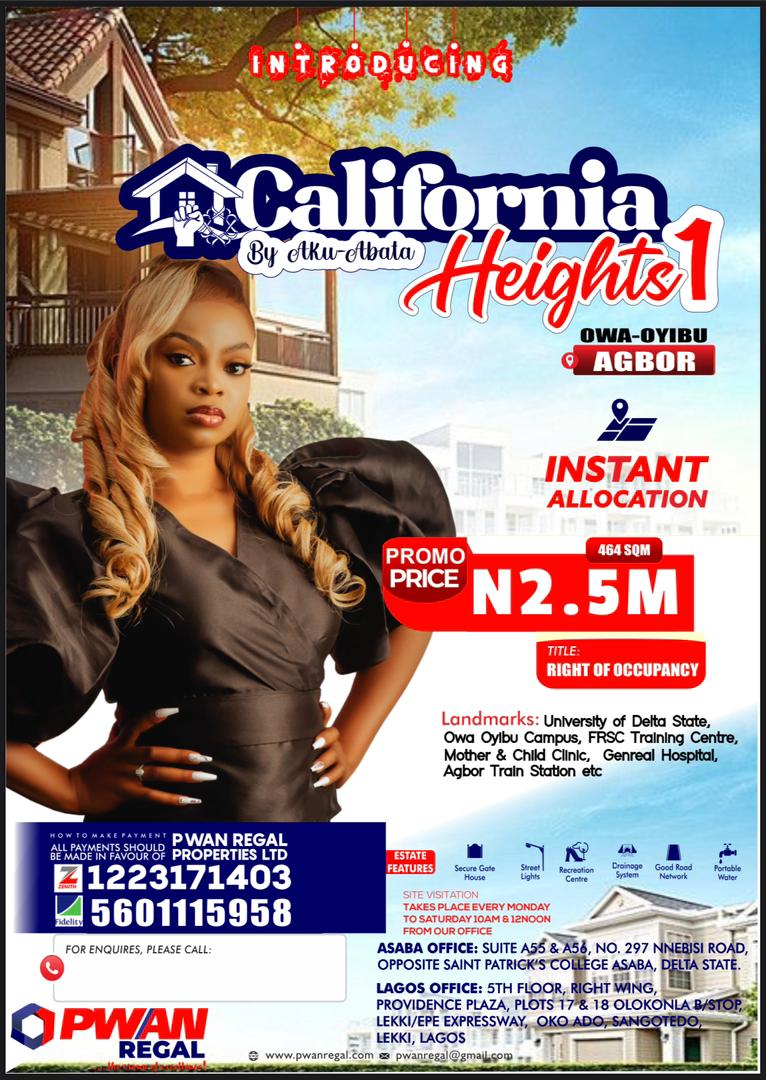 INTRODUCING
California
By Aku-Abata
Heights 1
OWA-OYIBU
AGBOR
INSTANT
ALLOCATION
PROMO
PRICE
464 SQM
N2.5M
TITLE:
RIGHT OF OCCUPANCY
Landmarks: University of Delta State,
Owa Oyibu Campus, FRSC Training Centre,
Mother & Child Clinic, Genreal Hospital,
Agbor Train Station etc
HOW TO MAKE PAYMENT
ALL PAYMENTS SHOULD
BE MADE IN FAVOUR OF
PWAN REGAL
PROPERTIES LTD
ZENITH
1223171403
Fidelity
5601115958
ESTATE
FEATURES
Secure Gate
House
Street
Lights
Recreation
Centre
Drainage
System
Good Road
Network
Portable
Water
SITE VISITATION
TAKES PLACE EVERY MONDAY
TO SATURDAY 10AM & 12NOON
FROM OUR OFFICE
FOR ENQUIRES, PLEASE CALL:
ASABA OFFICE: SUITE A55 & A56, NO. 297 NNEBISI ROAD,
OPPOSITE SAINT PATRICK'S COLLEGE ASABA, DELTA STATE.
LAGOS OFFICE: 5TH FLOOR, RIGHT WING,
PROVIDENCE PLAZA, PLOTS 17 & 18 OLOKONLA B/STOP,
LEKKI/EPE EXPRESSWAY, OKO ADO, SANGOTEDO,
LEKKI, LAGOS
PWAN
REGAL
www.pwanregal.com pwanregal@gmail.com